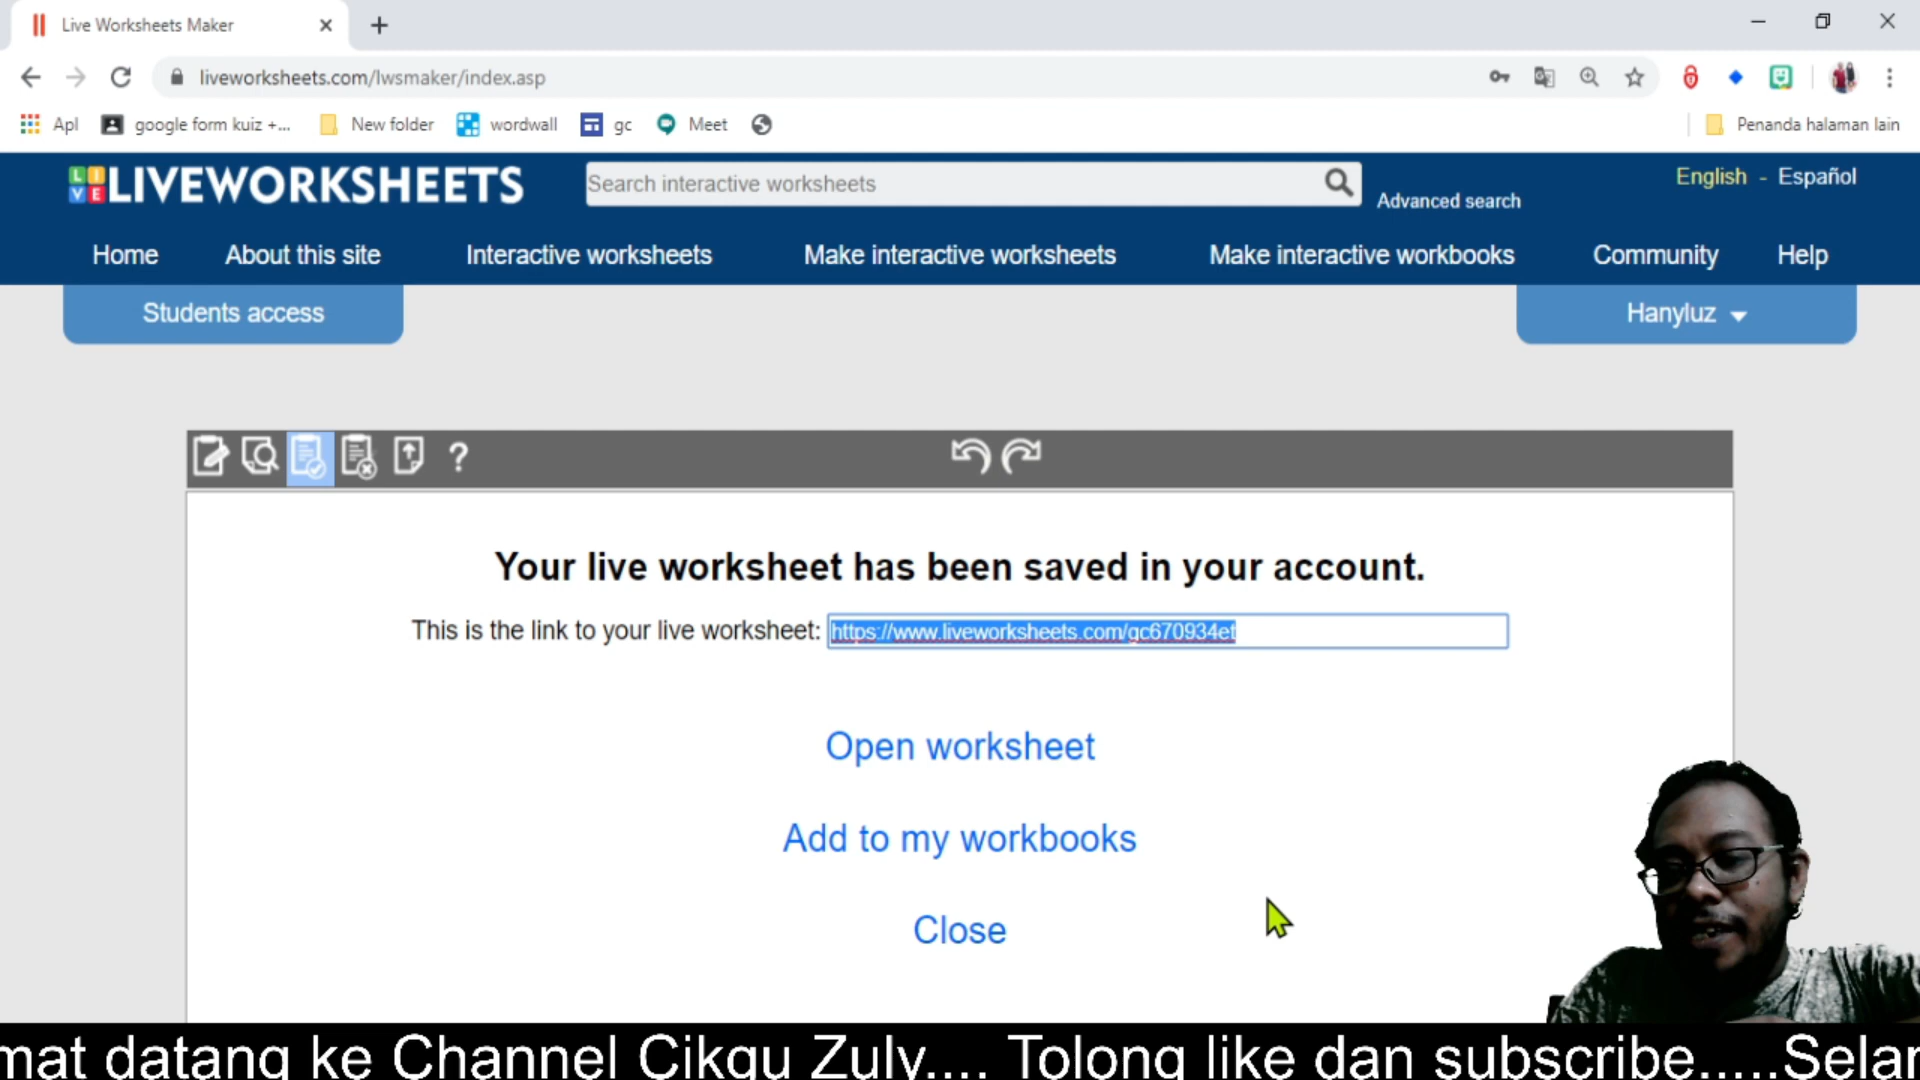 Live Worksheets Maker
liveworksheets.com/lwsmaker/index.asp
Apl google form kuiz +... New folder wordwall gc Meet Penanda halaman lain
LIVE LIVEWORKSHEETS Search interactive worksheets Advanced search English - Español
Home About this site Interactive worksheets Make interactive worksheets Make interactive workbooks Community Help
Students access Hanyluz
?
Your live worksheet has been saved in your account.
This is the link to your live worksheet: https://www.liveworksheets.com/gc670934et
Open worksheet
Add to my workbooks
Close
mat datang ke Channel Cikgu Zuly.... Tolong like dan subscribe.....Selar